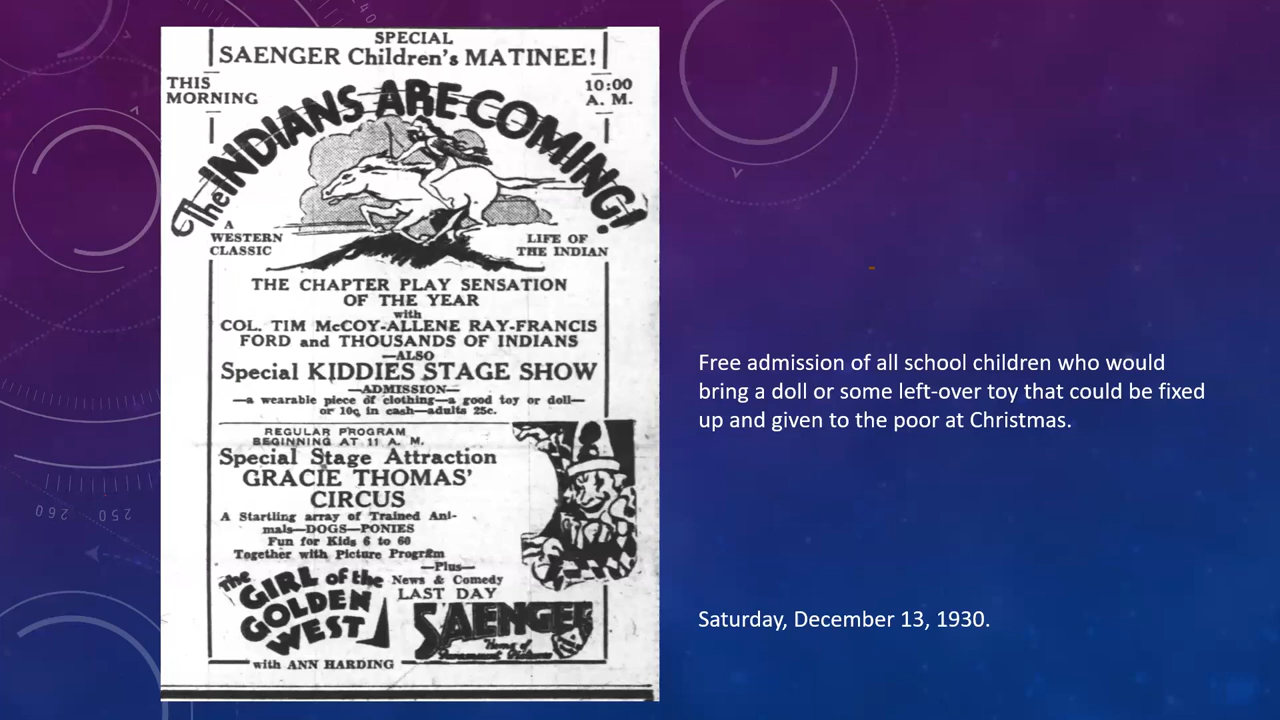 SPECIAL
SAENGER Children's MATINEE!
THIS
MORNING
10:00
A. M.
The INDIANS ARE COMING!
A
WESTERN
CLASSIC
LIFE OF
THE INDIAN
THE CHAPTER PLAY SENSATION
OF THE YEAR
with
COL. TIM McCOY-ALLENE RAY-FRANCIS
FORD and THOUSANDS OF INDIANS
—ALSO
Special KIDDIES STAGE SHOW
—ADMISSION—
—a wearable piece of clothing—a good toy or doll—
or 10¢ in cash—adults 25c.
REGULAR PROGRAM
BEGINNING AT 11 A. M.
Special Stage Attraction
GRACIE THOMAS'
CIRCUS
A Startling array of Trained Ani-
mals—DOGS—PONIES
Fun for Kids 6 to 60
Together with Picture Program
—Plus—
News & Comedy
LAST DAY
The GIRL of the
GOLDEN
WEST
with ANN HARDING
SAENGER
Home of
Paramount Pictures
Free admission of all school children who would
bring a doll or some left-over toy that could be fixed
up and given to the poor at Christmas.
Saturday, December 13, 1930.
40
260
250